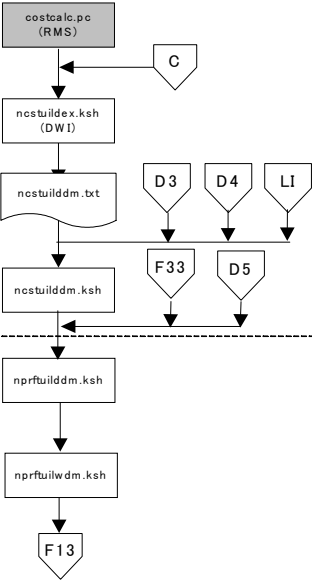 costcalc.pc
(RMS)
C
ncstuildex.ksh
(DWI)
ncstuilddm.txt
D3
D4
LI
ncstuilddm.ksh
F33
D5
nprftuilddm.ksh
nprftuilwdm.ksh
F13